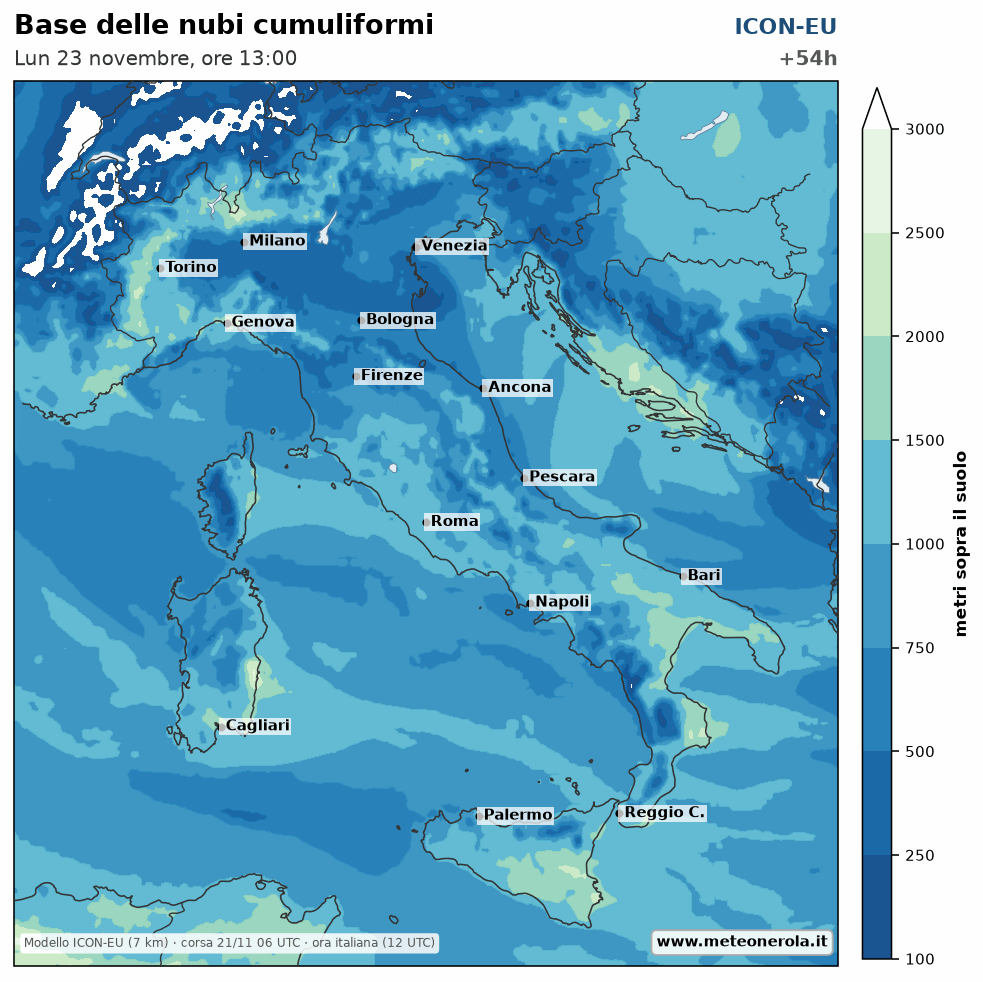 Base delle nubi cumuliformi
ICON-EU
Lun 23 novembre, ore 13:00
+54h
3000
2500
2000
1500
1000
750
500
250
100
metri sopra il suolo
Milano
Venezia
Torino
Genova
Bologna
Firenze
Ancona
Pescara
Roma
Bari
Napoli
Cagliari
Palermo
Reggio C.
Modello ICON-EU (7 km) · corsa 21/11 06 UTC · ora italiana (12 UTC)
www.meteonerola.it